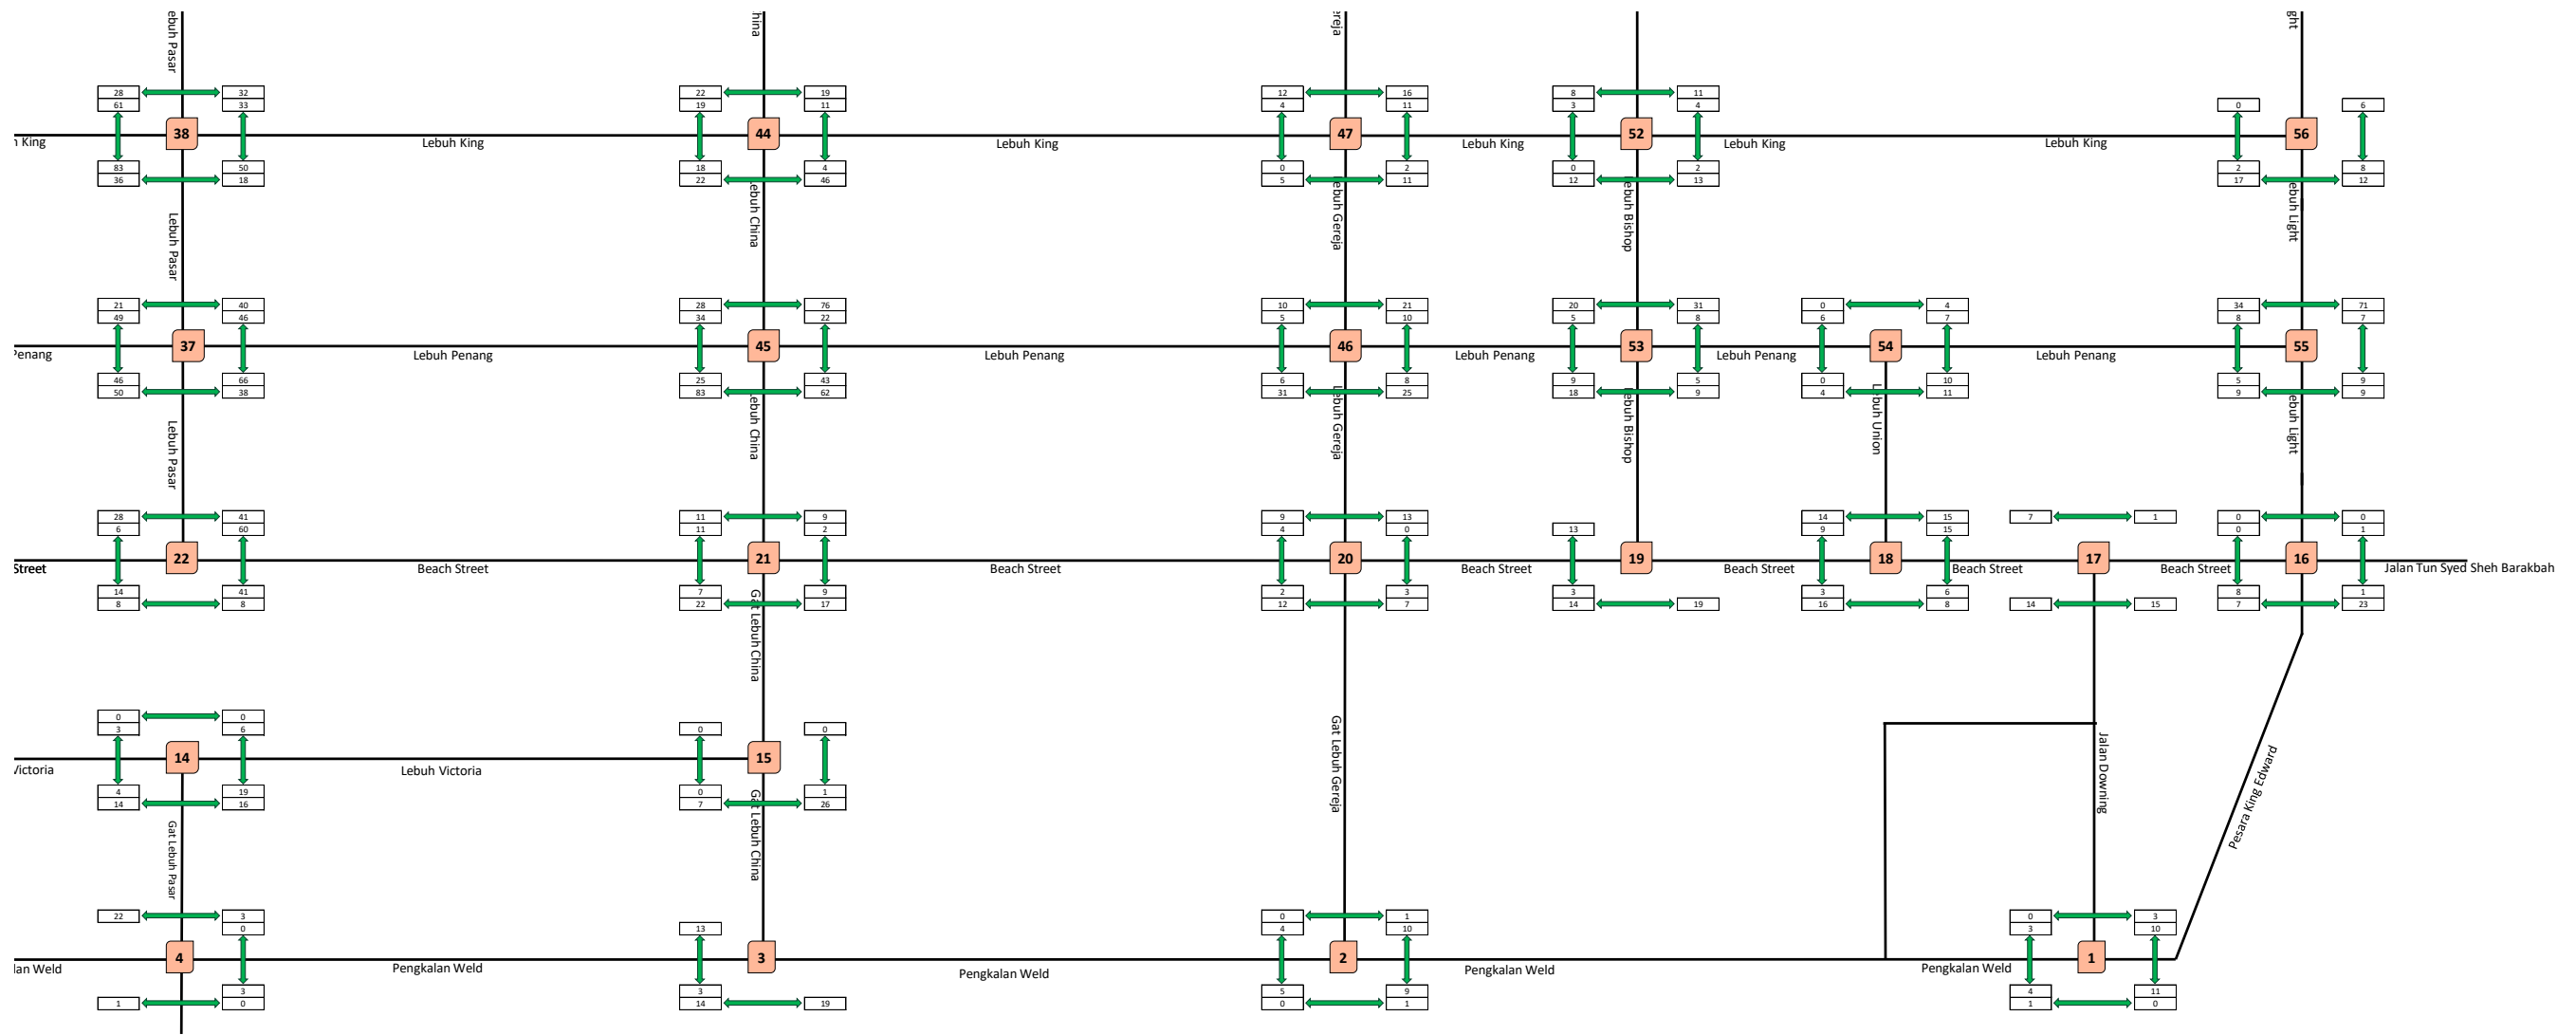 ebuh Pasar
hina
ereja
ght
28 32 22 19 12 16 8 11
61 33 19 11 4 11 3 4 0 6
38 44 47 52 56
h King Lebuh King Lebuh King Lebuh King Lebuh King Lebuh King
83 50 18 4 0 2 0 2 2 8
36 18 22 46 5 11 12 13 17 12
Lebuh Pasar
Lebuh China
Lebuh Gereja
Lebuh Bishop
Lebuh Light
21 40 28 76 10 21 20 31 0 4 34 71
49 46 34 22 5 10 5 8 6 7 8 7
37 45 46 53 54 55
Penang Lebuh Penang Lebuh Penang Lebuh Penang Lebuh Penang Lebuh Penang
46 66 25 43 6 8 9 5 0 10 5 9
50 38 83 62 31 25 18 9 4 11 9 9
Lebuh Pasar
Lebuh China
Lebuh Gereja
Lebuh Bishop
Lebuh Union
Lebuh Light
28 41 11 9 9 13 14 15 7 1 0 0
6 60 11 2 4 0 13 9 15 0 1
22 21 20 19 18 17 16
Street Beach Street Beach Street Beach Street Beach Street Beach Street Beach Street Jalan Tun Syed Sheh Barakbah
14 41 7 9 2 3 3 3 6 8 1
8 8 22 17 12 7 14 19 16 8 14 15 7 23
Gat Lebuh China
0 0
3 6 0 0
14 15
Victoria Lebuh Victoria
4 19 0 1
14 16 7 26
Gat Lebuh Pasar
Gat Lebuh China
Gat Lebuh Gereja
Jalan Downing
Pesara King Edward
22 3 0 1 0 3
0 13 4 10 3 10
4 3 2 1
lan Weld Pengkalan Weld Pengkalan Weld Pengkalan Weld Pengkalan Weld
3 3 5 9 4 11
1 0 14 19 0 1 1 0